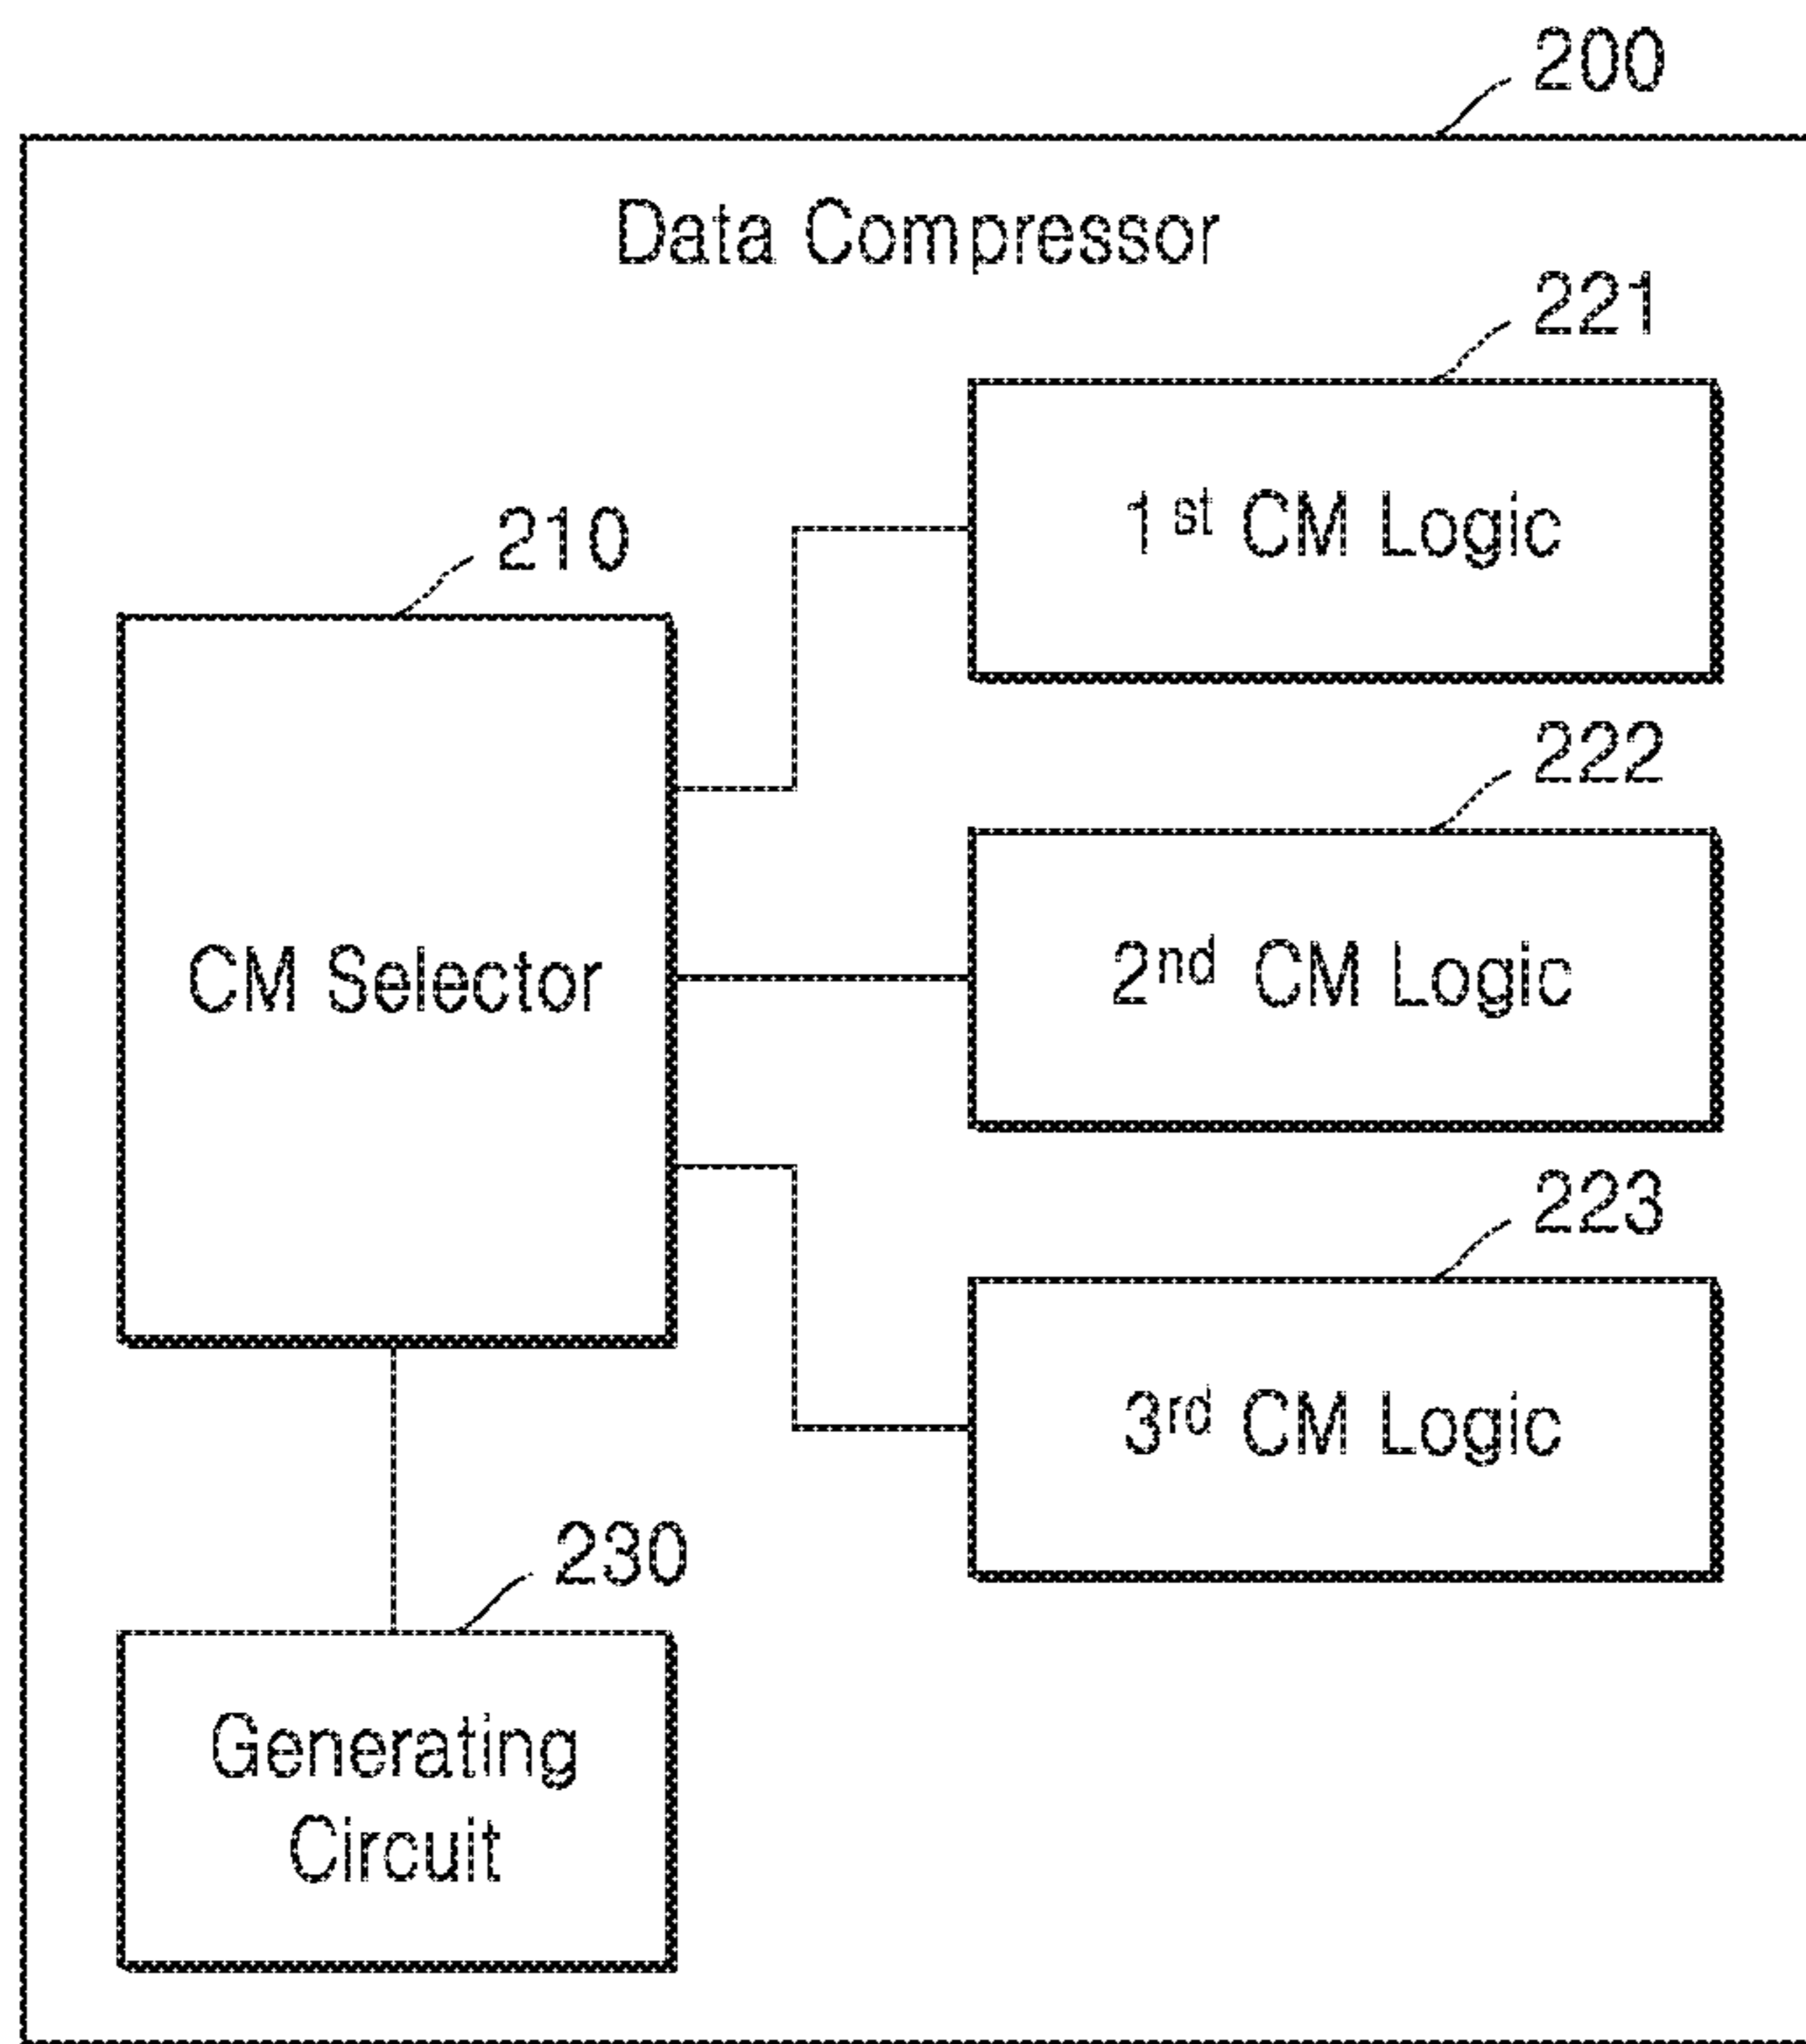 200
Data Compressor
221
1st CM Logic
210
222
CM Selector
2nd CM Logic
223
3rd CM Logic
230
Generating
Circuit